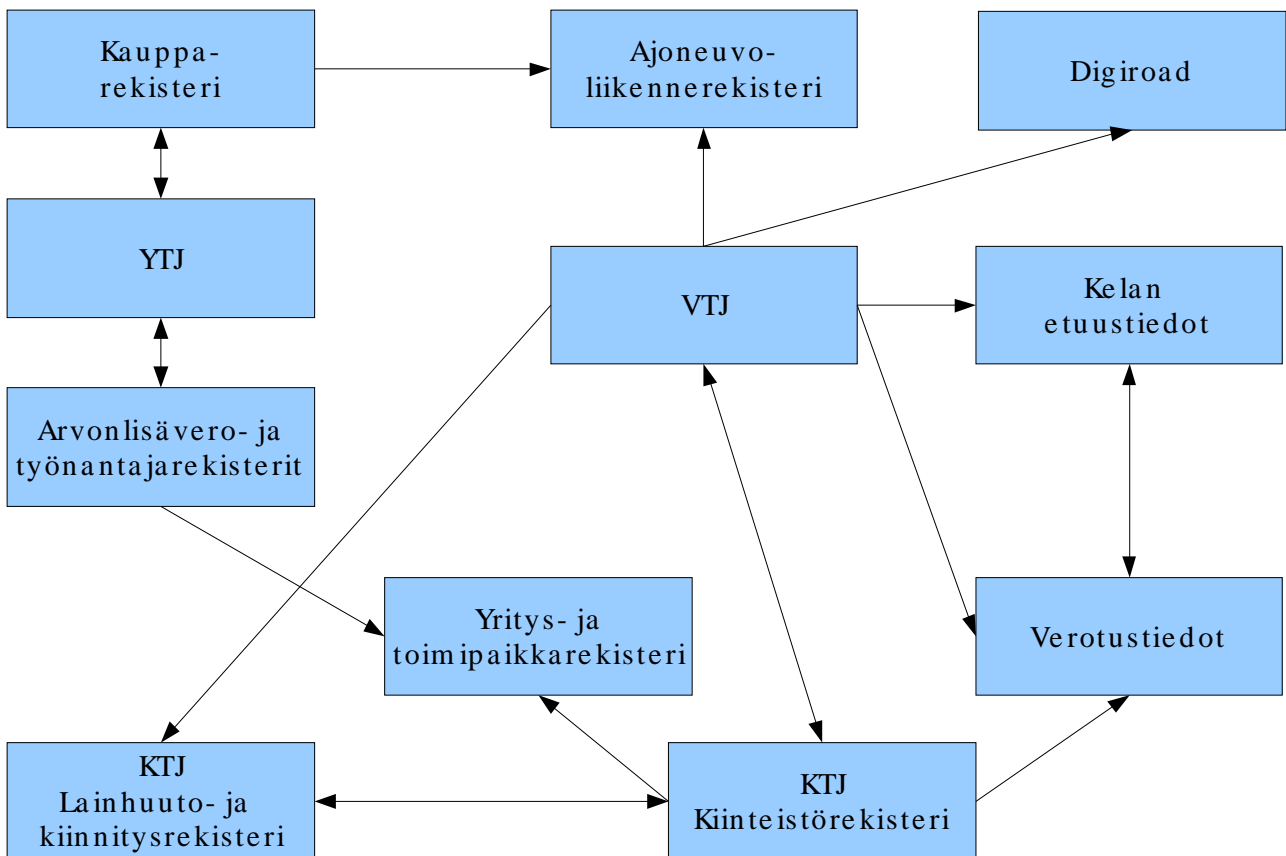 Kauppa-
rekisteri
Ajoneuvo-
liikennerekisteri
Digiroad
YTJ
VTJ
Kelan
etuustiedot
Arvonlisävero- ja
työnantajarekisterit
Yritys- ja
toimipaikkarekisteri
Verotustiedot
KTJ
Lainhuuto- ja
kiinnitysrekisteri
KTJ
Kiinteistörekisteri